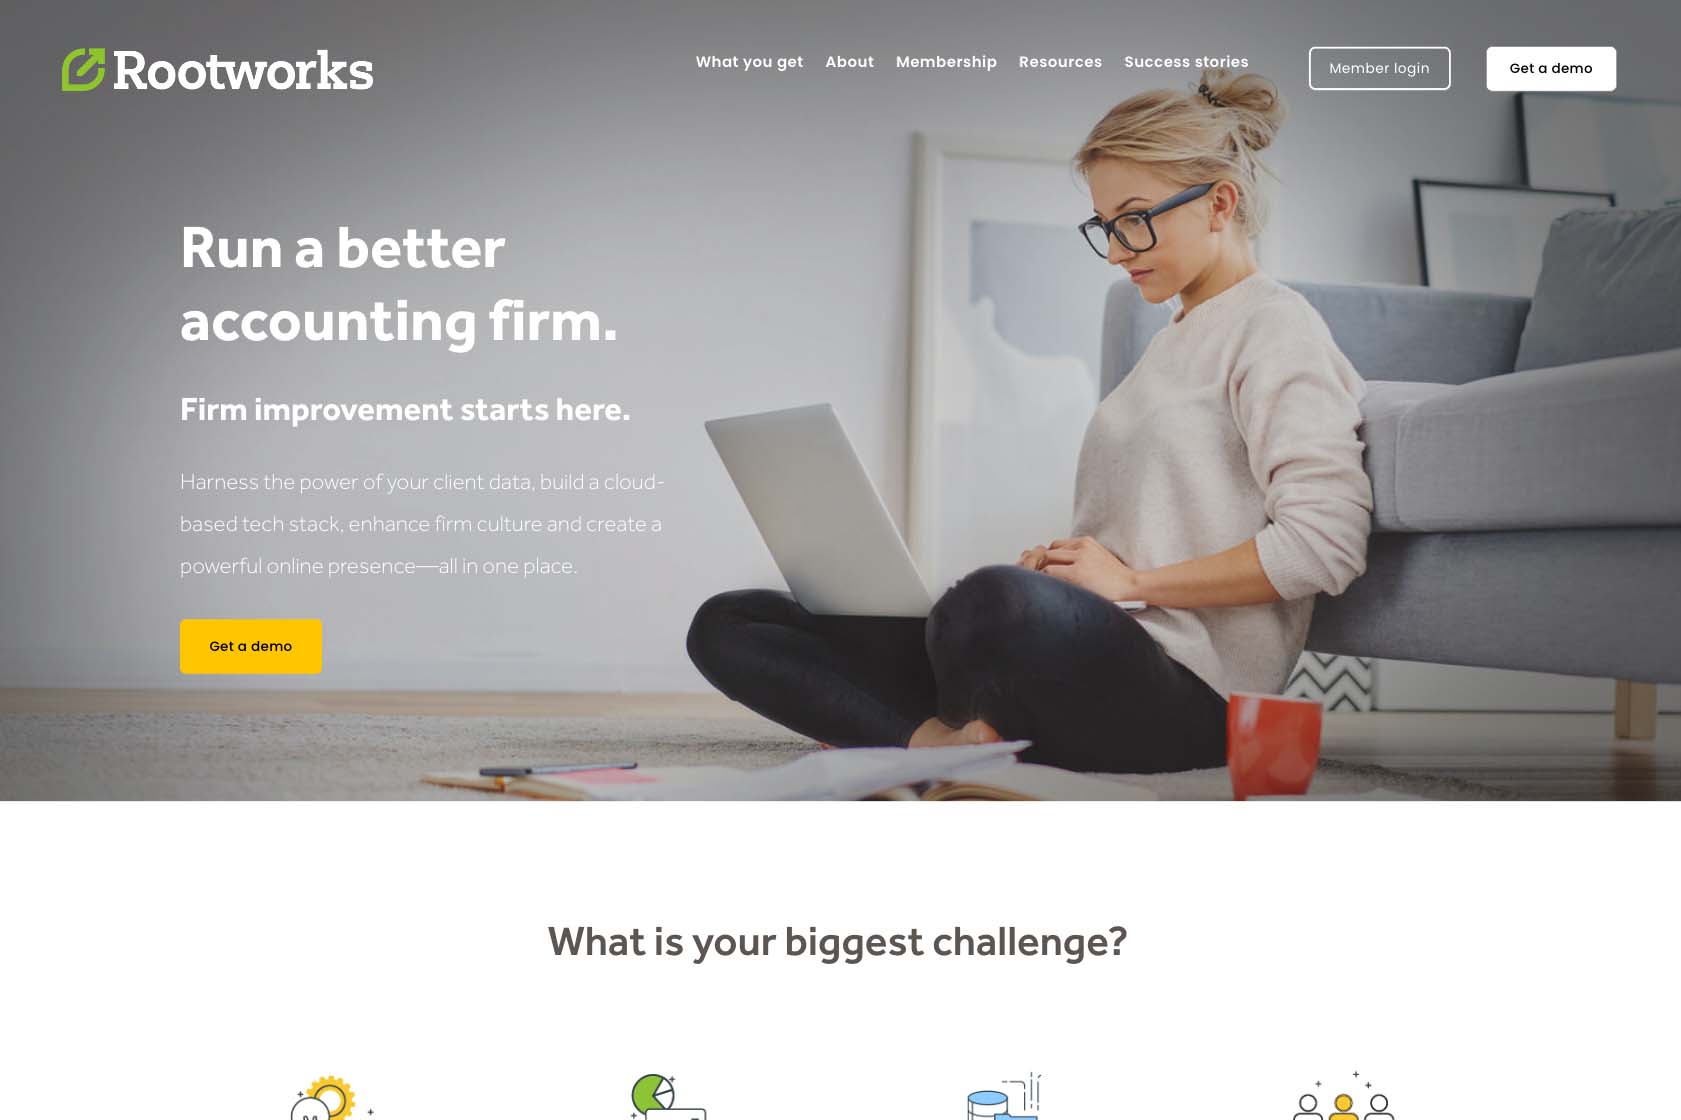 Rootworks
What you get
About
Membership
Resources
Success stories
Member login
Get a demo
Run a better
accounting firm.
Firm improvement starts here.
Harness the power of your client data, build a cloud-
based tech stack, enhance firm culture and create a
powerful online presence—all in one place.
Get a demo
What is your biggest challenge?